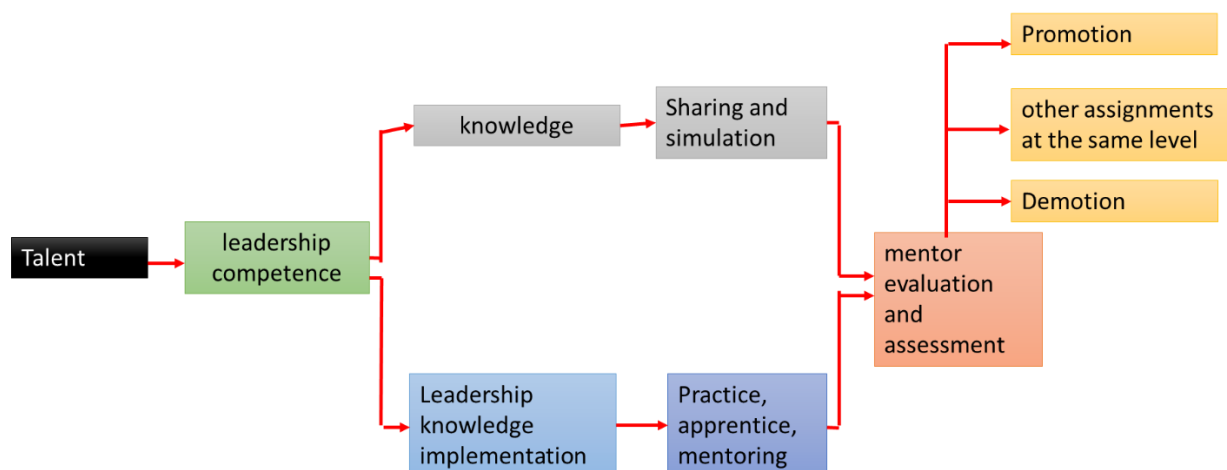 Talent
leadership
competence
knowledge
Sharing and
simulation
Leadership
knowledge
implementation
Practice,
apprentice,
mentoring
mentor
evaluation
and
assessment
Promotion
other assignments
at the same level
Demotion